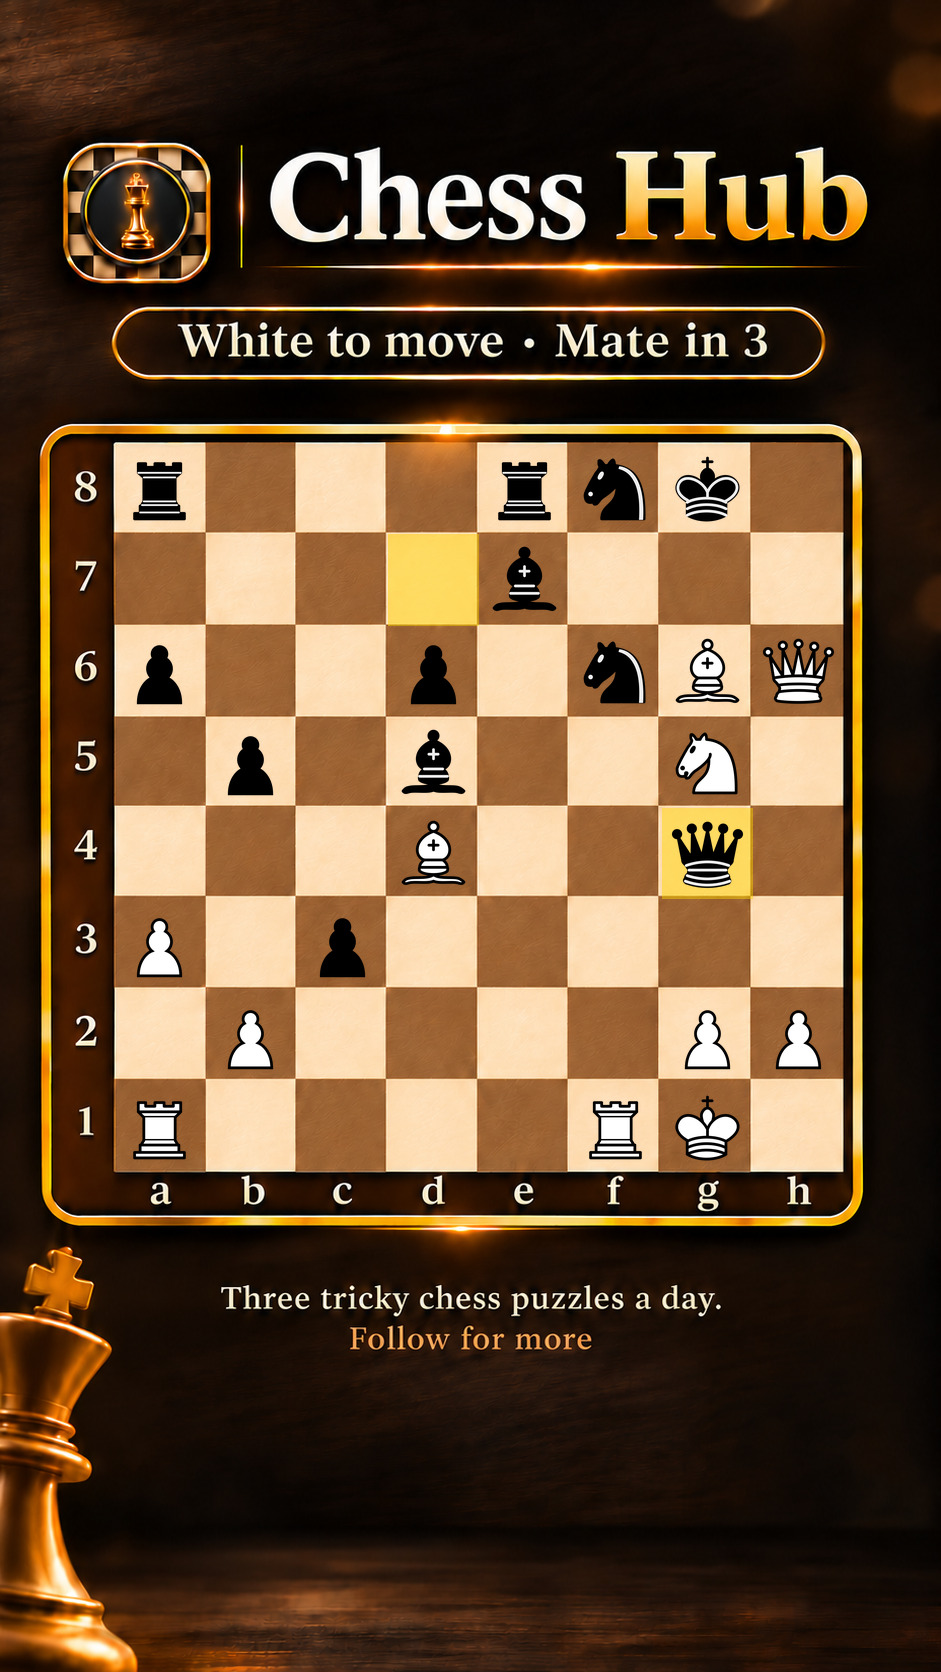 Chess Hub
White to move • Mate in 3
8
7
6
5
4
3
2
1
a b c d e f g h
Three tricky chess puzzles a day.
Follow for more